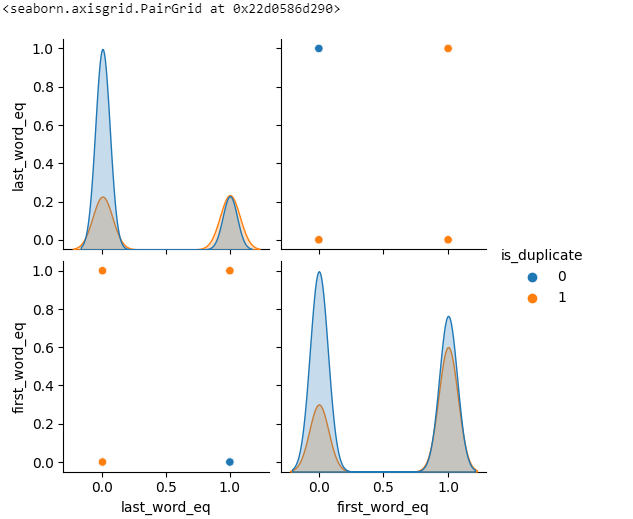 <seaborn.axisgrid.PairGrid at 0x22d0586d290>
1.0
0.8
0.6
0.4
0.2
0.0
last_word_eq
1.0
0.8
0.6
0.4
0.2
0.0
first_word_eq
0.0 0.5 1.0
last_word_eq
0.0 0.5 1.0
first_word_eq
is_duplicate
0
1